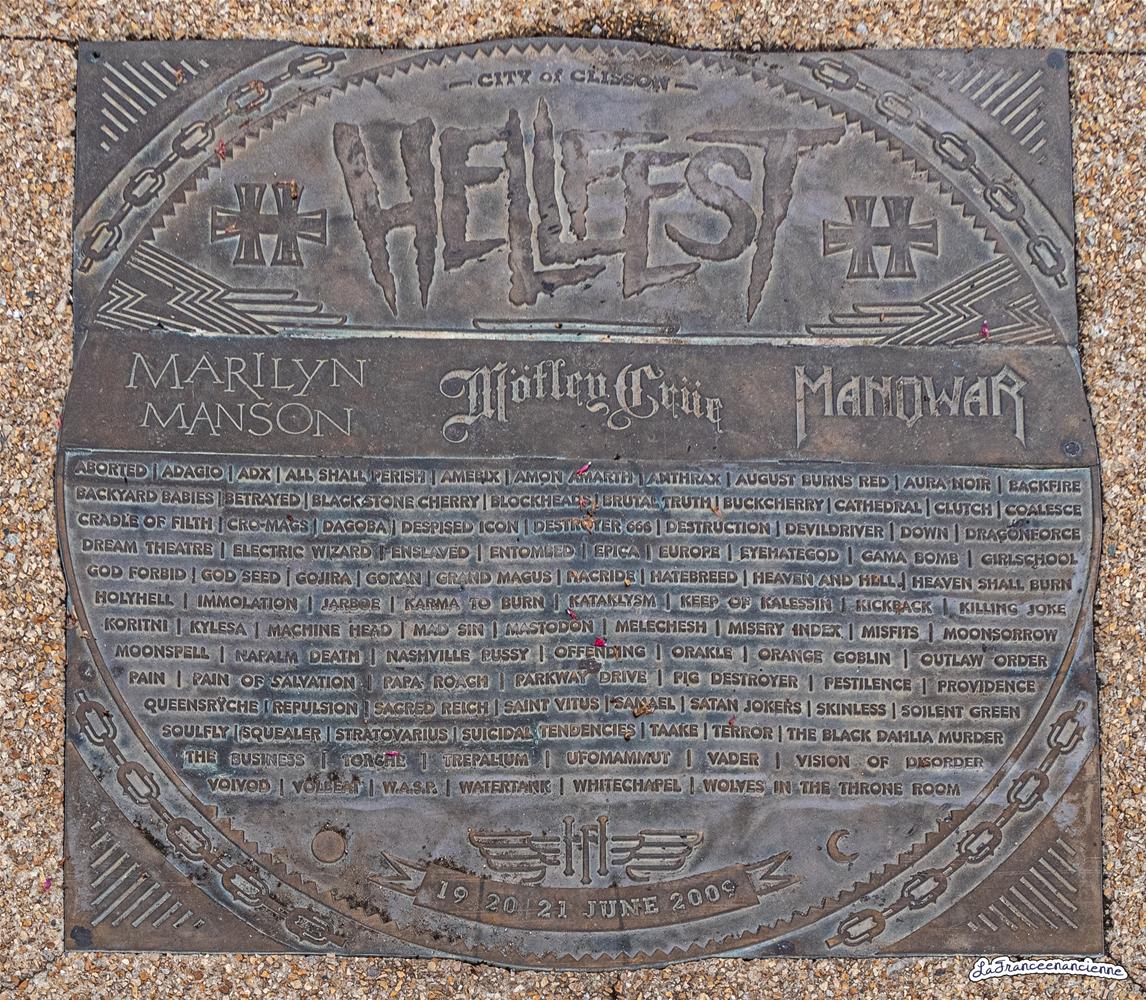 CITY of CLISSON
HELLFEST
MARILYN MANSON
Mötley Crüe
MANOWAR
ABORTED | ADAGIO | ADX | ALL SHALL PERISH | AMEBIX | AMON AMARTH | ANTHRAX | AUGUST BURNS RED | AURA NOIR | BACKFIRE
BACKYARD BABIES | BETRAYED | BLACK STONE CHERRY | BLOCKHEADS | BRUTAL TRUTH | BUCKCHERRY | CATHEDRAL | CLUTCH | COALESCE
CRADLE OF FILTH | CRO-MAGS | DAGOBA | DESPISED ICON | DESTROYER 666 | DESTRUCTION | DEVILDRIVER | DOWN | DRAGONFORCE
DREAM THEATRE | ELECTRIC WIZARD | ENSLAVED | ENTOMBED | EPICA | EUROPE | EYEHATEGOD | GAMA BOMB | GIRLSCHOOL
GOD FORBID | GOD SEED | GOJIRA | GOKAN | GRAND MAGUS | HACRIDE | HATEBREED | HEAVEN AND HELL | HEAVEN SHALL BURN
HOLYHELL | IMMOLATION | JARBOE | KARMA TO BURN | KATAKLYSM | KEEP OF KALESSIN | KICKBACK | KILLING JOKE
KORITNI | KYLESA | MACHINE HEAD | MAD SIN | MASTODON | MELECHESH | MISERY INDEX | MISFITS | MOONSORROW
MOONSPELL | NAPALM DEATH | NASHVILLE PUSSY | OFFENDING | ORAKLE | ORANGE GOBLIN | OUTLAW ORDER
PAIN | PAIN OF SALVATION | PAPA ROACH | PARKWAY DRIVE | PIG DESTROYER | PESTILENCE | PROVIDENCE
QUEENSRŸCHE | REPULSION | SACRED REICH | SAINT VITUS | SAMAEL | SATAN JOKERS | SKINLESS | SOILENT GREEN
SOULFLY | SQUEALER | STRATOVARIUS | SUICIDAL TENDENCIES | TAAKE | TERROR | THE BLACK DAHLIA MURDER
THE BUSINESS | TORCHE | TREPALIUM | UFOMAMMUT | VADER | VISION OF DISORDER
VOIVOD | VOLBEAT | W.A.S.P. | WATERTANK | WHITECHAPEL | WOLVES IN THE THRONE ROOM
HF
19 | 20 | 21 JUNE 2009
LaFranceenancienne